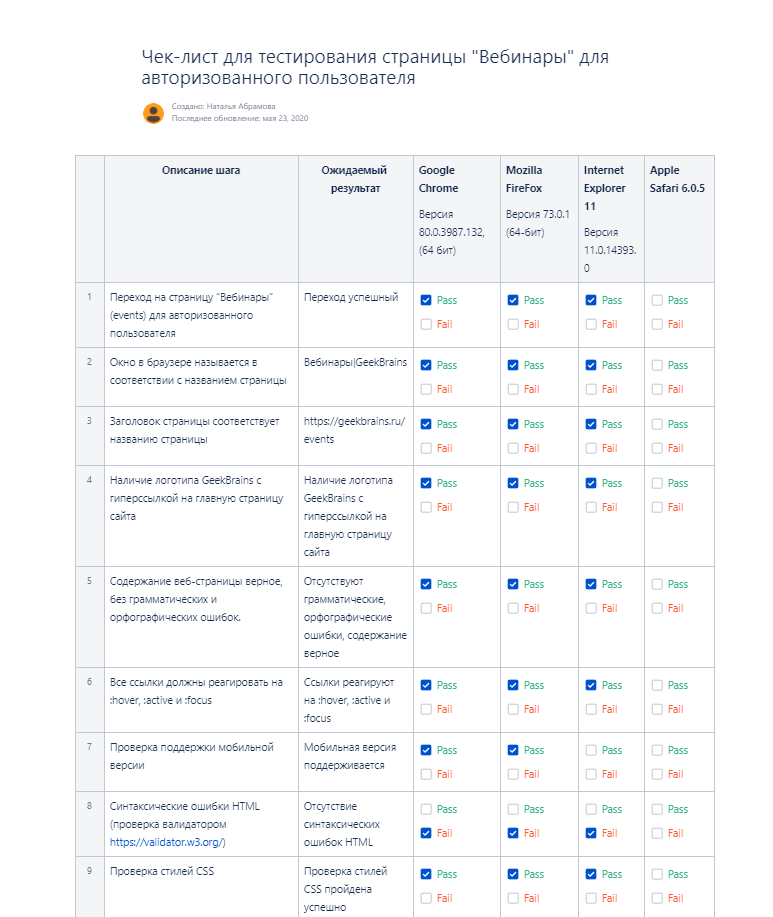 Чек-лист для тестирования страницы "Вебинары" для
авторизованного пользователя
Создано: Наталья Абрамова
Последнее обновление: мая 23, 2020
Описание шага
Ожидаемый
результат
Google
Chrome
Версия
80.0.3987.132,
(64 бит)
Mozilla
FireFox
Версия 73.0.1
(64-бит)
Internet
Explorer
11
Версия
11.0.14393.
0
Apple
Safari 6.0.5
1
Переход на страницу “Вебинары”
(events) для авторизованного
пользователя
Переход успешный
Pass
Fail
Pass
Fail
Pass
Fail
Pass
Fail
2
Окно в браузере называется в
соответствии с названием страницы
Вебинары|GeekBrains
Pass
Fail
Pass
Fail
Pass
Fail
Pass
Fail
3
Заголовок страницы соответствует
названию страницы
https://geekbrains.ru/
events
Pass
Fail
Pass
Fail
Pass
Fail
Pass
Fail
4
Наличие логотипа GeekBrains с
гиперссылкой на главную страницу
сайта
Наличие логотипа
GeekBrains с
гиперссылкой на
главную страницу
сайта
Pass
Fail
Pass
Fail
Pass
Fail
Pass
Fail
5
Содержание веб-страницы верное,
без грамматических и
орфографических ошибок.
Отсутствуют
грамматические,
орфографические
ошибки, содержание
верное
Pass
Fail
Pass
Fail
Pass
Fail
Pass
Fail
6
Все ссылки должны реагировать на
:hover, :active и :focus
Ссылки реагируют
на :hover, :active и
:focus
Pass
Fail
Pass
Fail
Pass
Fail
Pass
Fail
7
Проверка поддержки мобильной
версии
Мобильная версия
поддерживается
Pass
Fail
Pass
Fail
Pass
Fail
Pass
Fail
8
Синтаксические ошибки HTML
(проверка валидатором
https://validator.w3.org/)
Отсутствие
синтаксических
ошибок HTML
Pass
Fail
Pass
Fail
Pass
Fail
Pass
Fail
9
Проверка стилей CSS
Проверка стилей
CSS пройдена
успешно
Pass
Fail
Pass
Fail
Pass
Fail
Pass
Fail